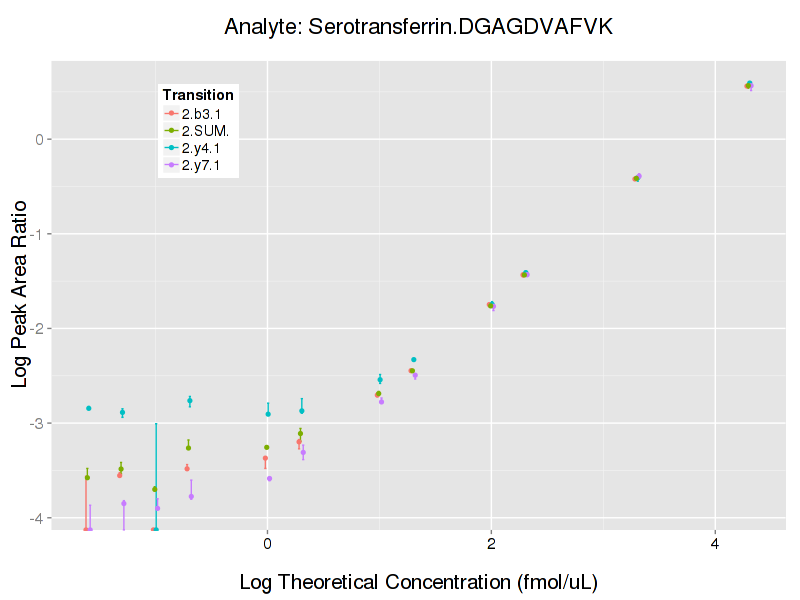 Analyte: Serotransferrin.DGAGDVAFVK
Transition
2.b3.1
2.SUM.
2.y4.1
2.y7.1
Log Peak Area Ratio
0
-1
-2
-3
-4
0 2 4
Log Theoretical Concentration (fmol/uL)